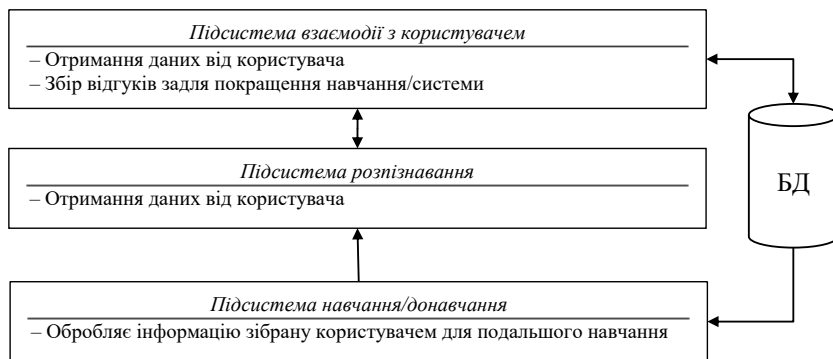 Підсистема взаємодії з користувачем
– Отримання даних від користувача
– Збір відгуків задля покращення навчання/системи
Підсистема розпізнавання
– Отримання даних від користувача
БД
Підсистема навчання/донавчання
– Обробляє інформацію зібрану користувачем для подальшого навчання